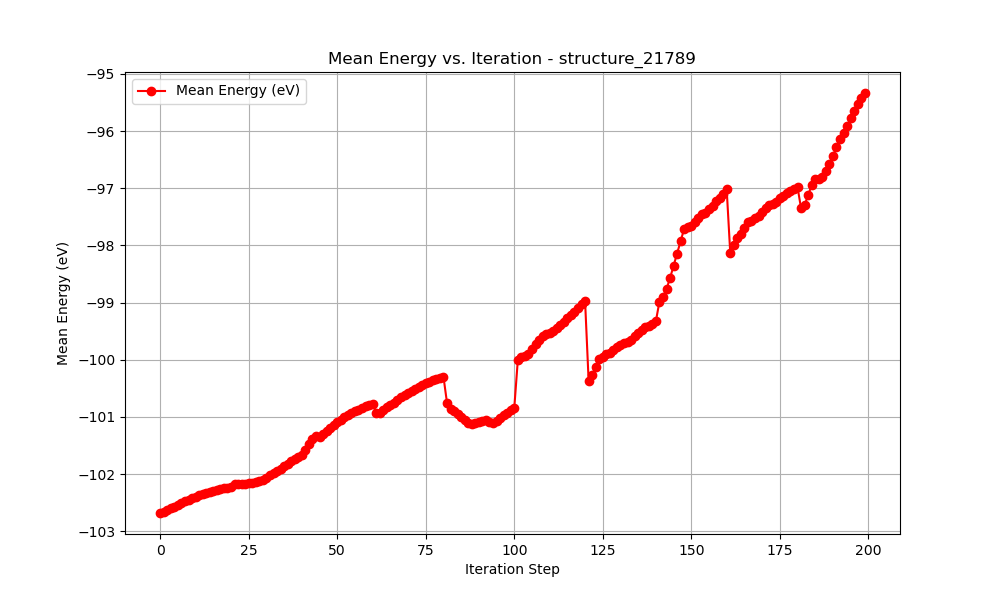 Mean Energy vs. Iteration - structure_21789
Mean Energy (eV)
−95
−96
−97
−98
−99
−100
−101
−102
−103
Mean Energy (eV)
0 25 50 75 100 125 150 175 200
Iteration Step